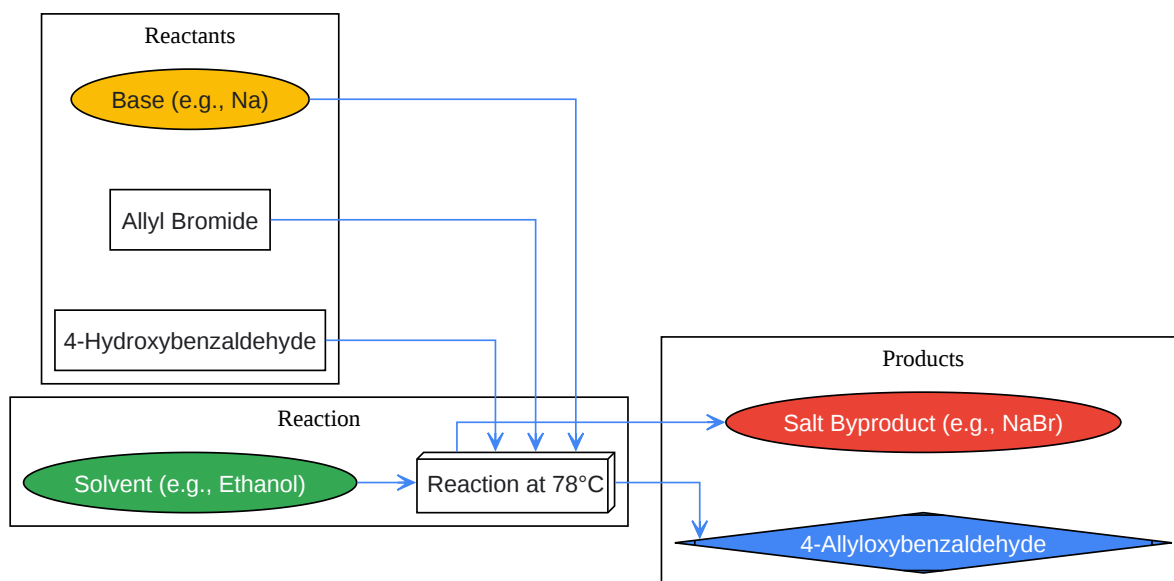 Reactants
Base (e.g., Na)
Allyl Bromide
4-Hydroxybenzaldehyde
Reaction
Solvent (e.g., Ethanol)
Reaction at 78°C
Products
Salt Byproduct (e.g., NaBr)
4-Allyloxybenzaldehyde